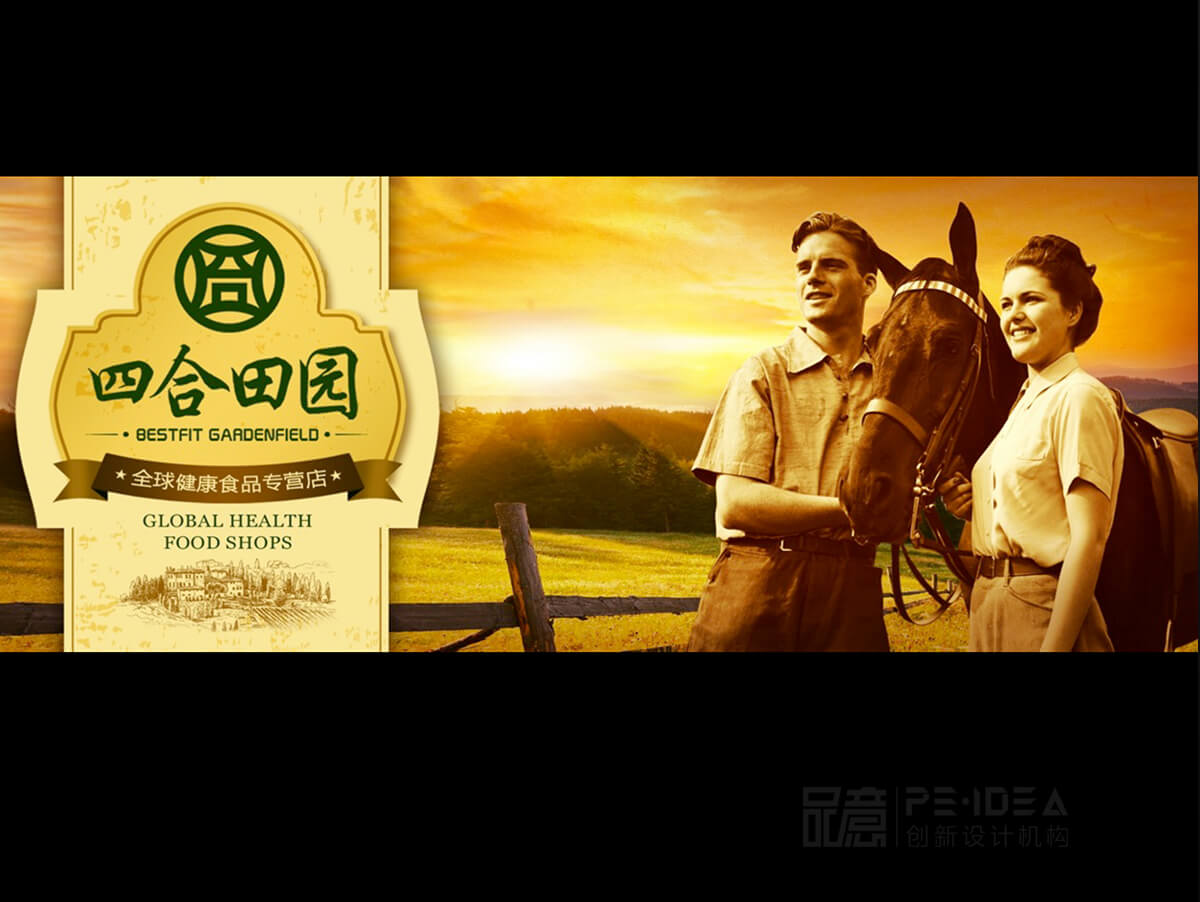 四合田园
BESTFIT GARDENFIELD
全球健康食品专营店
GLOBAL HEALTH
FOOD SHOPS
品意 PE·IDEA
创新设计机构